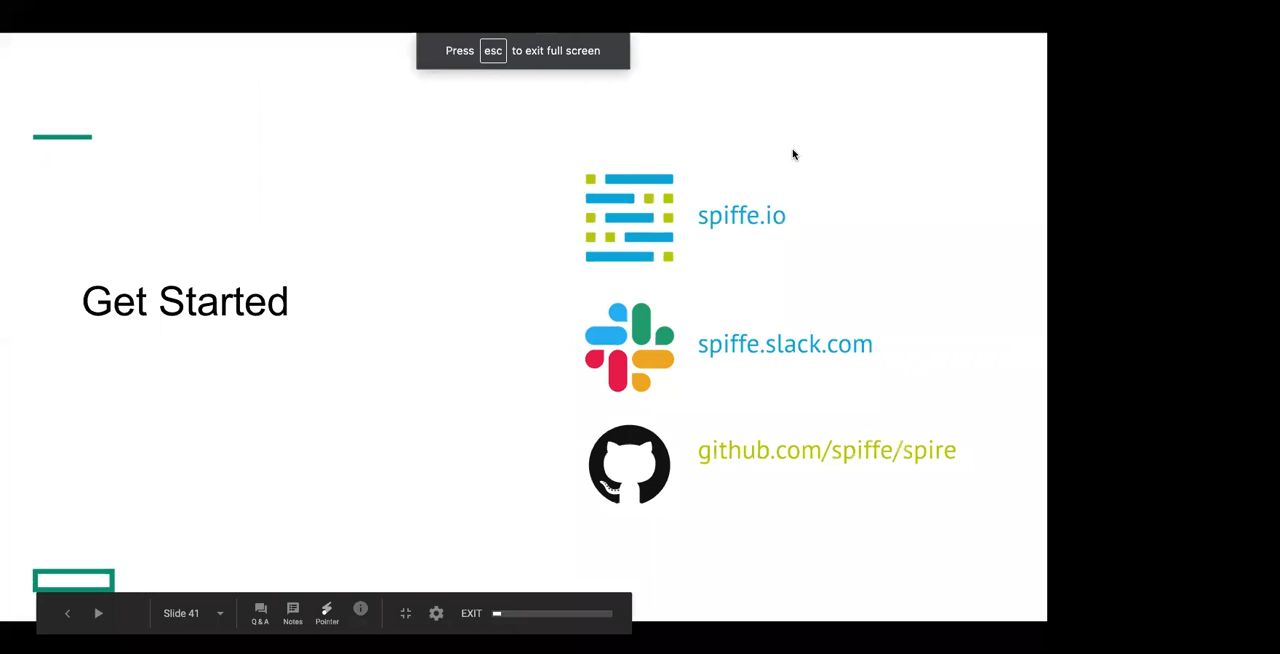 Press esc to exit full screen
spiffe.io
Get Started
spiffe.slack.com
github.com/spiffe/spire
Slide 41
Q & A
Notes
Pointer
EXIT